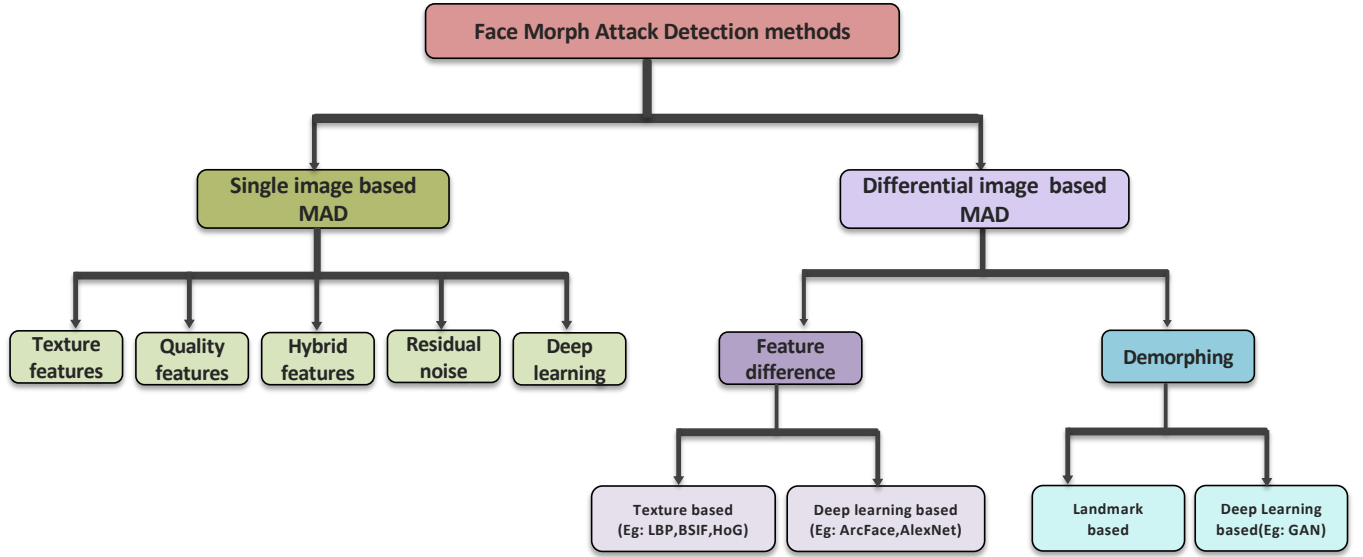 Face Morph Attack Detection methods
Single image based
MAD
Differential image based
MAD
Texture
features
Quality
features
Hybrid
features
Residual
noise
Deep
learning
Feature
difference
Demorphing
Texture based
(Eg: LBP,BSIF,HoG)
Deep learning based
(Eg: ArcFace,AlexNet)
Landmark
based
Deep Learning
based(Eg: GAN)